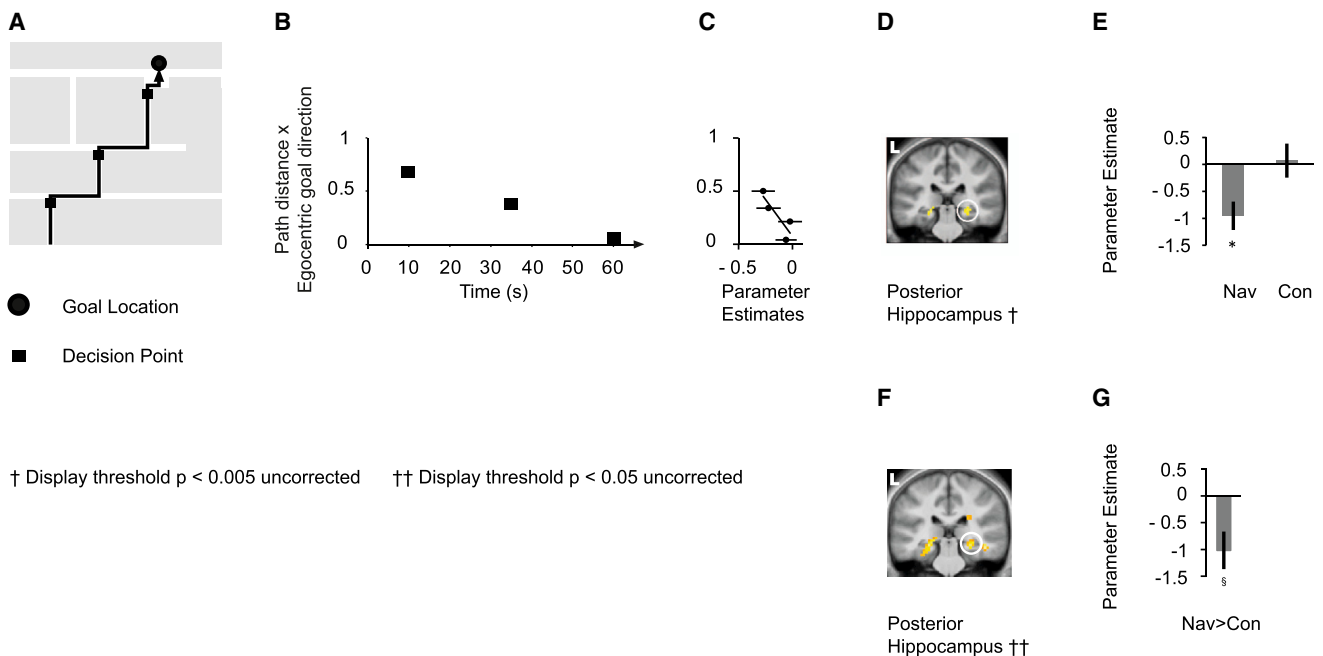 A
B
C
D
E
Path distance x
Egocentric goal direction
1
0.5
0
0 10 20 30 40 50 60
Time (s)
1
0.5
0
- 0.5 0
Parameter
Estimates
L
Posterior
Hippocampus †
Parameter Estimate
0.5
0
- 0.5
-1
-1.5
*
Nav Con
Goal Location
Decision Point
F
G
† Display threshold p < 0.005 uncorrected
†† Display threshold p < 0.05 uncorrected
L
Posterior
Hippocampus ††
Parameter Estimate
0.5
0
- 0.5
-1
-1.5
§
Nav>Con